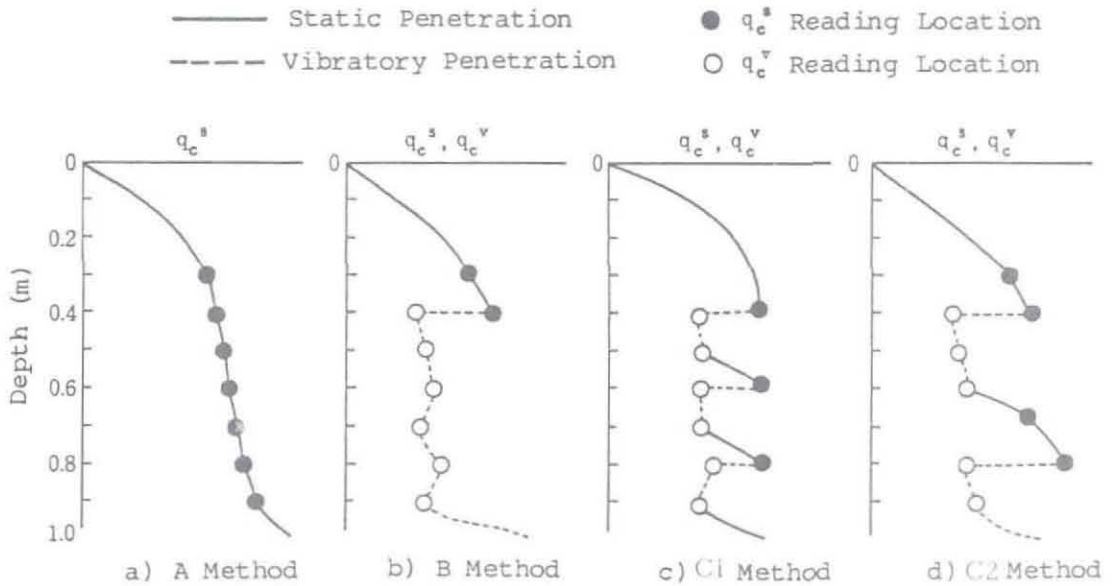 Static Penetration
q_c^s Reading Location
Vibratory Penetration
q_c^v Reading Location
q_c^s
q_c^s, q_c^v
q_c^s, q_c^v
q_c^s, q_c^v
0
0
0
0
0.2
0.4
0.6
0.8
1.0
Depth (m)
a) A Method
b) B Method
c) C1 Method
d) C2 Method